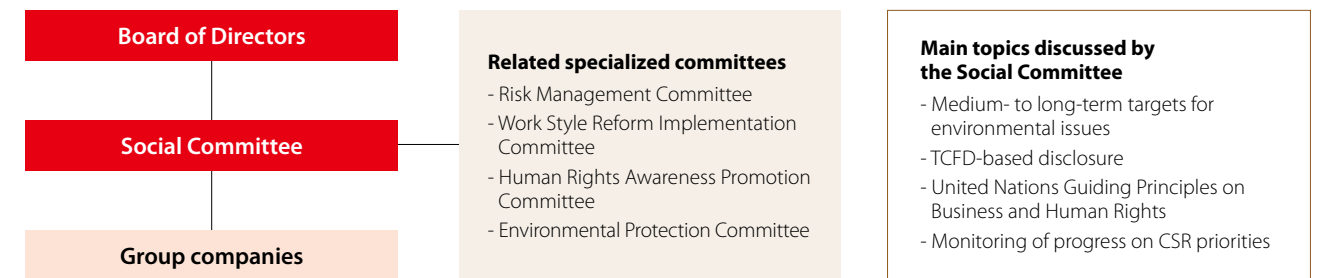 Board of Directors
Social Committee
Group companies
Related specialized committees
- Risk Management Committee
- Work Style Reform Implementation
Committee
- Human Rights Awareness Promotion
Committee
- Environmental Protection Committee
Main topics discussed by
the Social Committee
- Medium- to long-term targets for
environmental issues
- TCFD-based disclosure
- United Nations Guiding Principles on
Business and Human Rights
- Monitoring of progress on CSR priorities